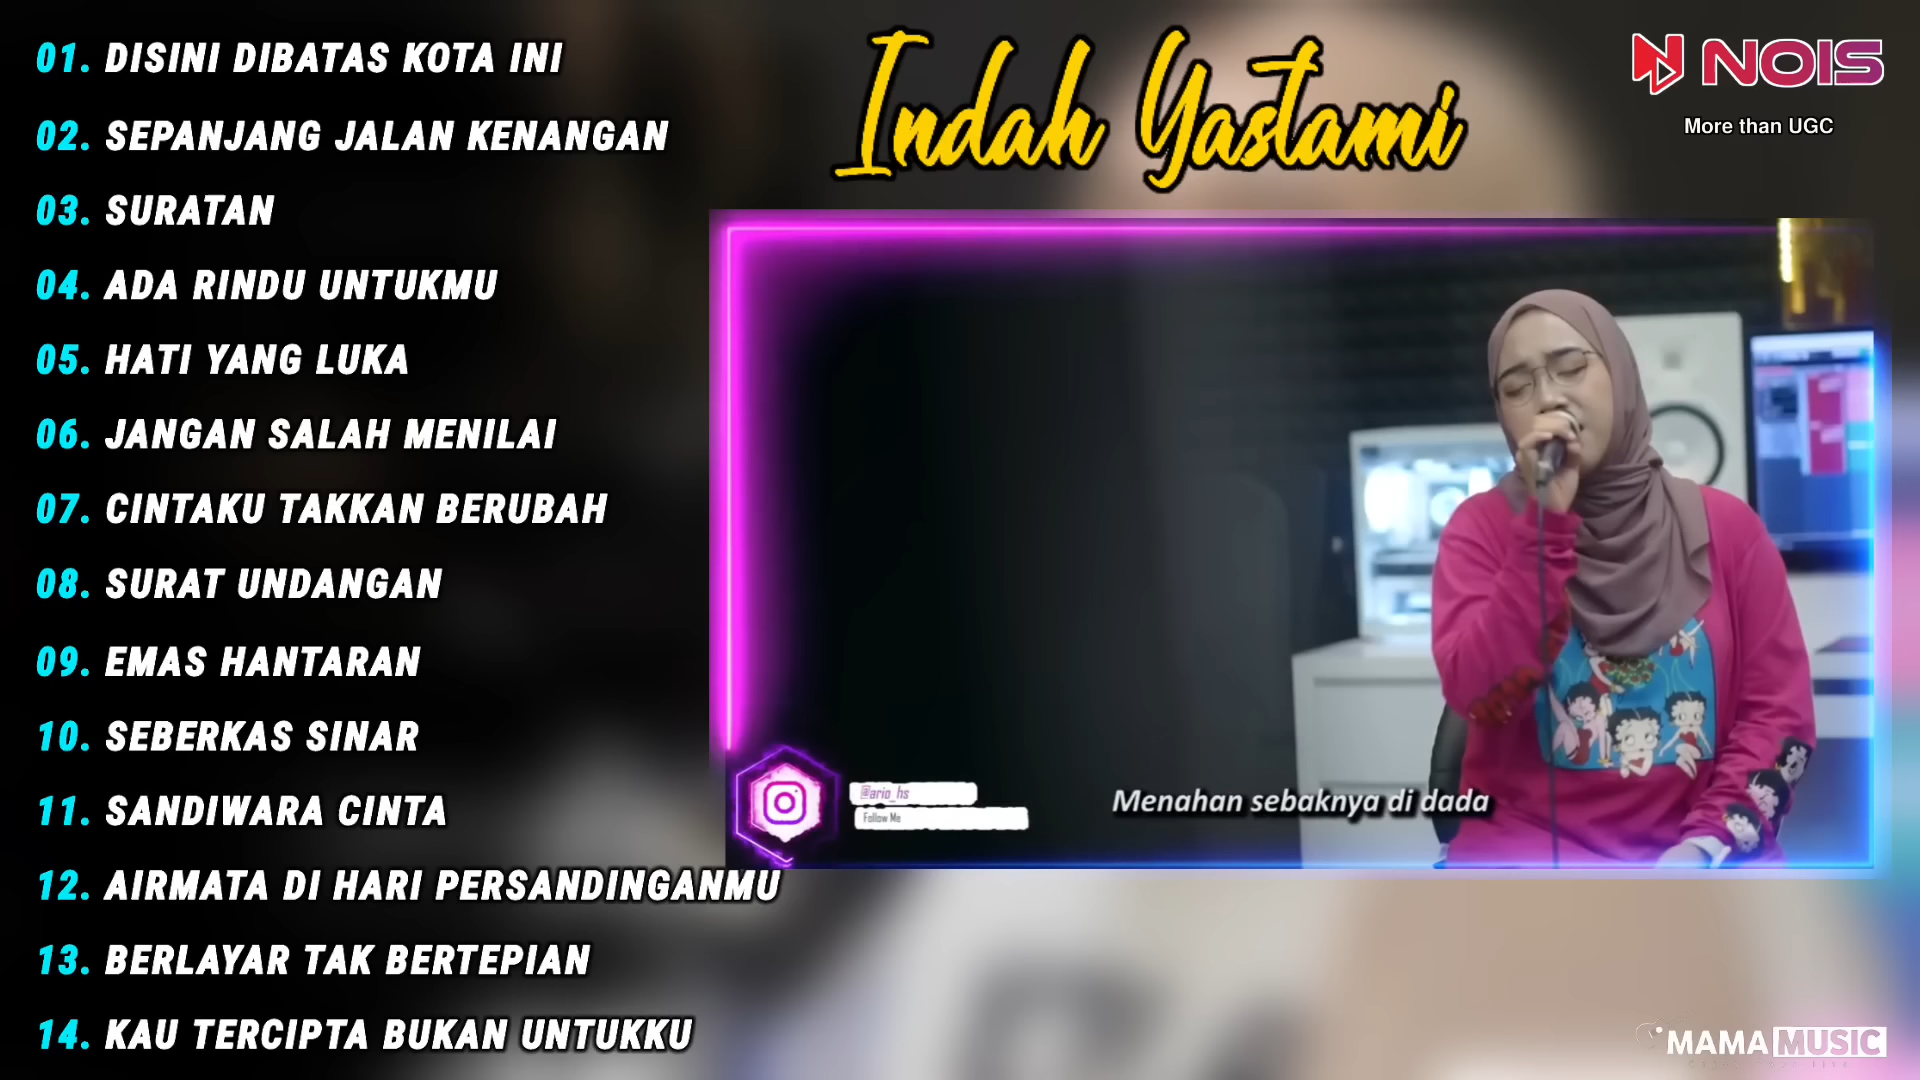 01. DISINI DIBATAS KOTA INI
02. SEPANJANG JALAN KENANGAN
03. SURATAN
04. ADA RINDU UNTUKMU
05. HATI YANG LUKA
06. JANGAN SALAH MENILAI
07. CINTAKU TAKKAN BERUBAH
08. SURAT UNDANGAN
09. EMAS HANTARAN
10. SEBERKAS SINAR
11. SANDIWARA CINTA
12. AIRMATA DI HARI PERSANDINGANMU
13. BERLAYAR TAK BERTEPIAN
14. KAU TERCIPTA BUKAN UNTUKKU
Indah Yastami
NOIS
More than UGC
@ario_hs
Follow Me
Menahan sebaknya di dada
MAMA MUSIC